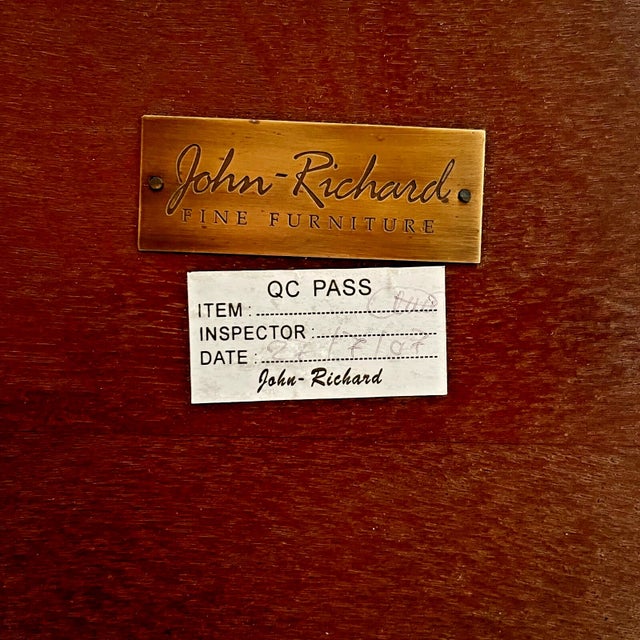 John-Richard
FINE FURNITURE
QC PASS
ITEM :
INSPECTOR :
DATE :
John-Richard